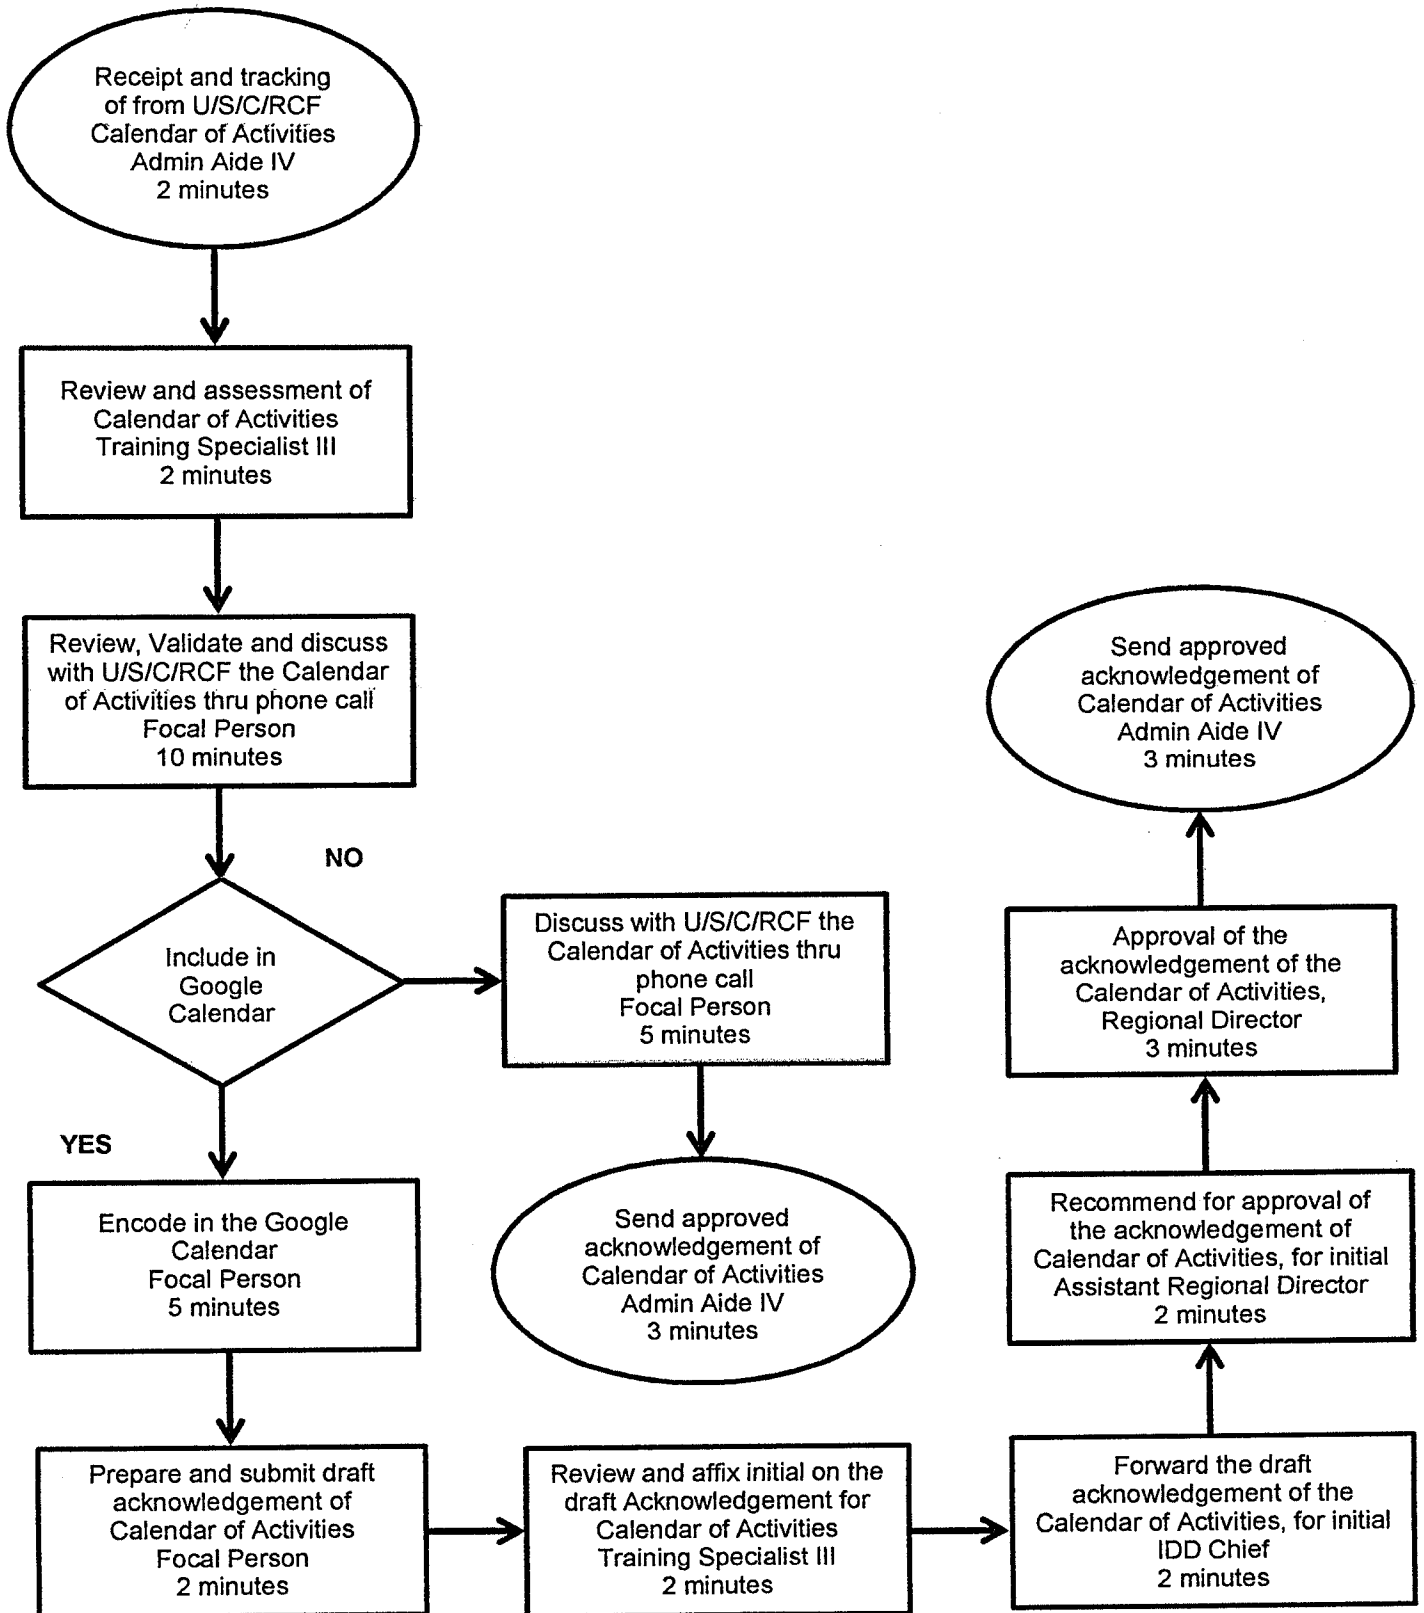 Receipt and tracking
of from U/S/C/RCF
Calendar of Activities
Admin Aide IV
2 minutes
Review and assessment of
Calendar of Activities
Training Specialist III
2 minutes
Review, Validate and discuss
with U/S/C/RCF the Calendar
of Activities thru phone call
Focal Person
10 minutes
Include in
Google
Calendar
NO
Discuss with U/S/C/RCF the
Calendar of Activities thru
phone call
Focal Person
5 minutes
Send approved
acknowledgement of
Calendar of Activities
Admin Aide IV
3 minutes
YES
Encode in the Google
Calendar
Focal Person
5 minutes
Prepare and submit draft
acknowledgement of
Calendar of Activities
Focal Person
2 minutes
Review and affix initial on the
draft Acknowledgement for
Calendar of Activities
Training Specialist III
2 minutes
Forward the draft
acknowledgement of the
Calendar of Activities, for initial
IDD Chief
2 minutes
Recommend for approval of
the acknowledgement of
Calendar of Activities, for initial
Assistant Regional Director
2 minutes
Approval of the
acknowledgement of the
Calendar of Activities,
Regional Director
3 minutes
Send approved
acknowledgement of
Calendar of Activities
Admin Aide IV
3 minutes